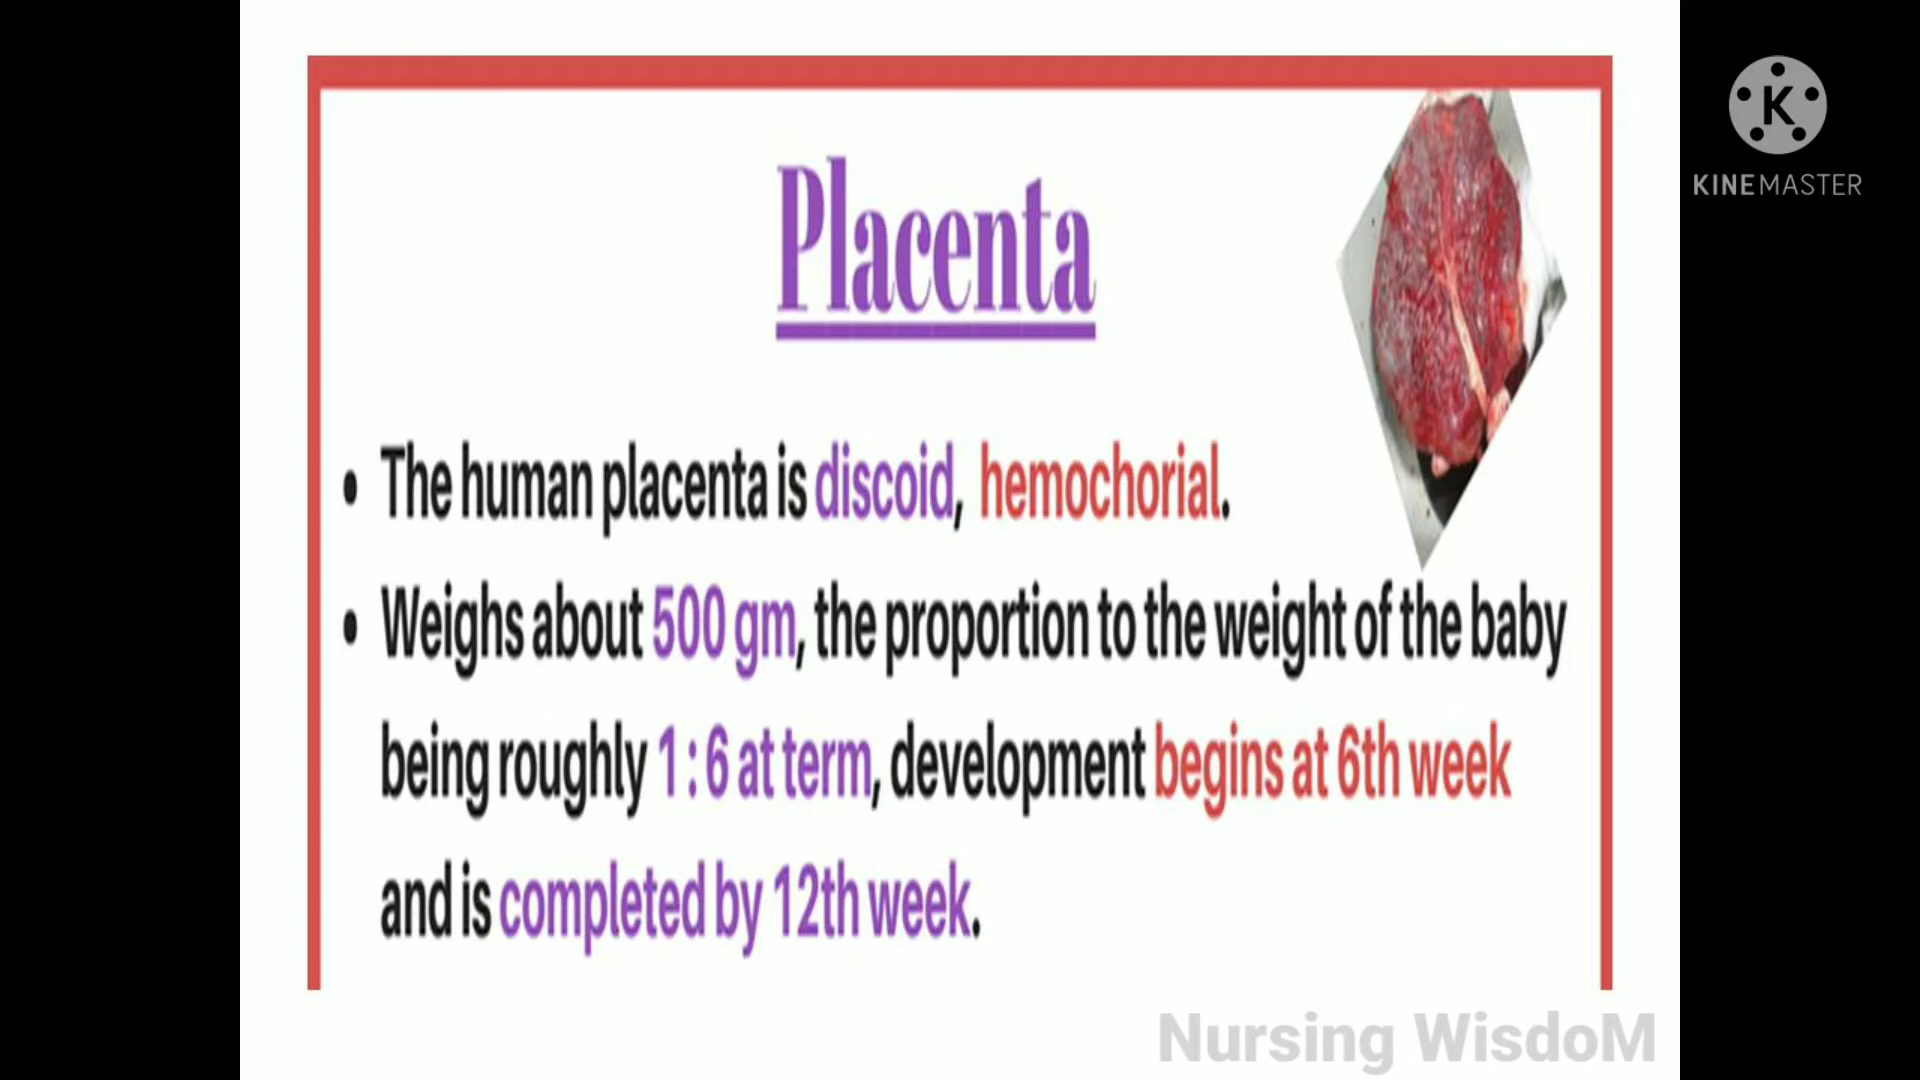 K
KINEMASTER
Placenta
• The human placenta is discoid, hemochorial.
• Weighs about 500 gm, the proportion to the weight of the baby
being roughly 1 : 6 at term, development begins at 6th week
and is completed by 12th week.
Nursing WisdoM